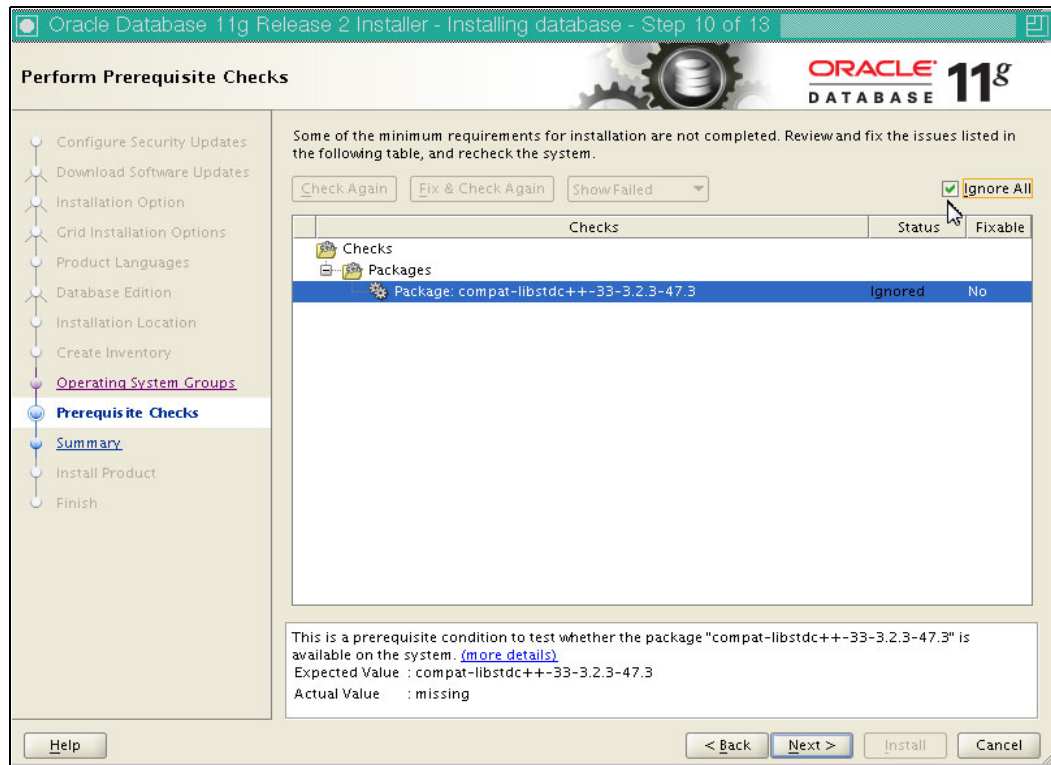 Oracle Database 11g Release 2 Installer - Installing database - Step 10 of 13
Perform Prerequisite Checks
ORACLE 11g
DATABASE
Configure Security Updates
Download Software Updates
Installation Option
Grid Installation Options
Product Languages
Database Edition
Installation Location
Create Inventory
Operating System Groups
Prerequisite Checks
Summary
Install Product
Finish
Some of the minimum requirements for installation are not completed. Review and fix the issues listed in
the following table, and recheck the system.
Check Again Fix & Check Again Show Failed Ignore All
Checks Status Fixable
Checks
Packages
Package: compat-libstdc++-33-3.2.3-47.3 Ignored No
This is a prerequisite condition to test whether the package "compat-libstdc++-33-3.2.3-47.3" is
available on the system. (more details)
Expected Value : compat-libstdc++-33-3.2.3-47.3
Actual Value : missing
Help < Back Next > Install Cancel